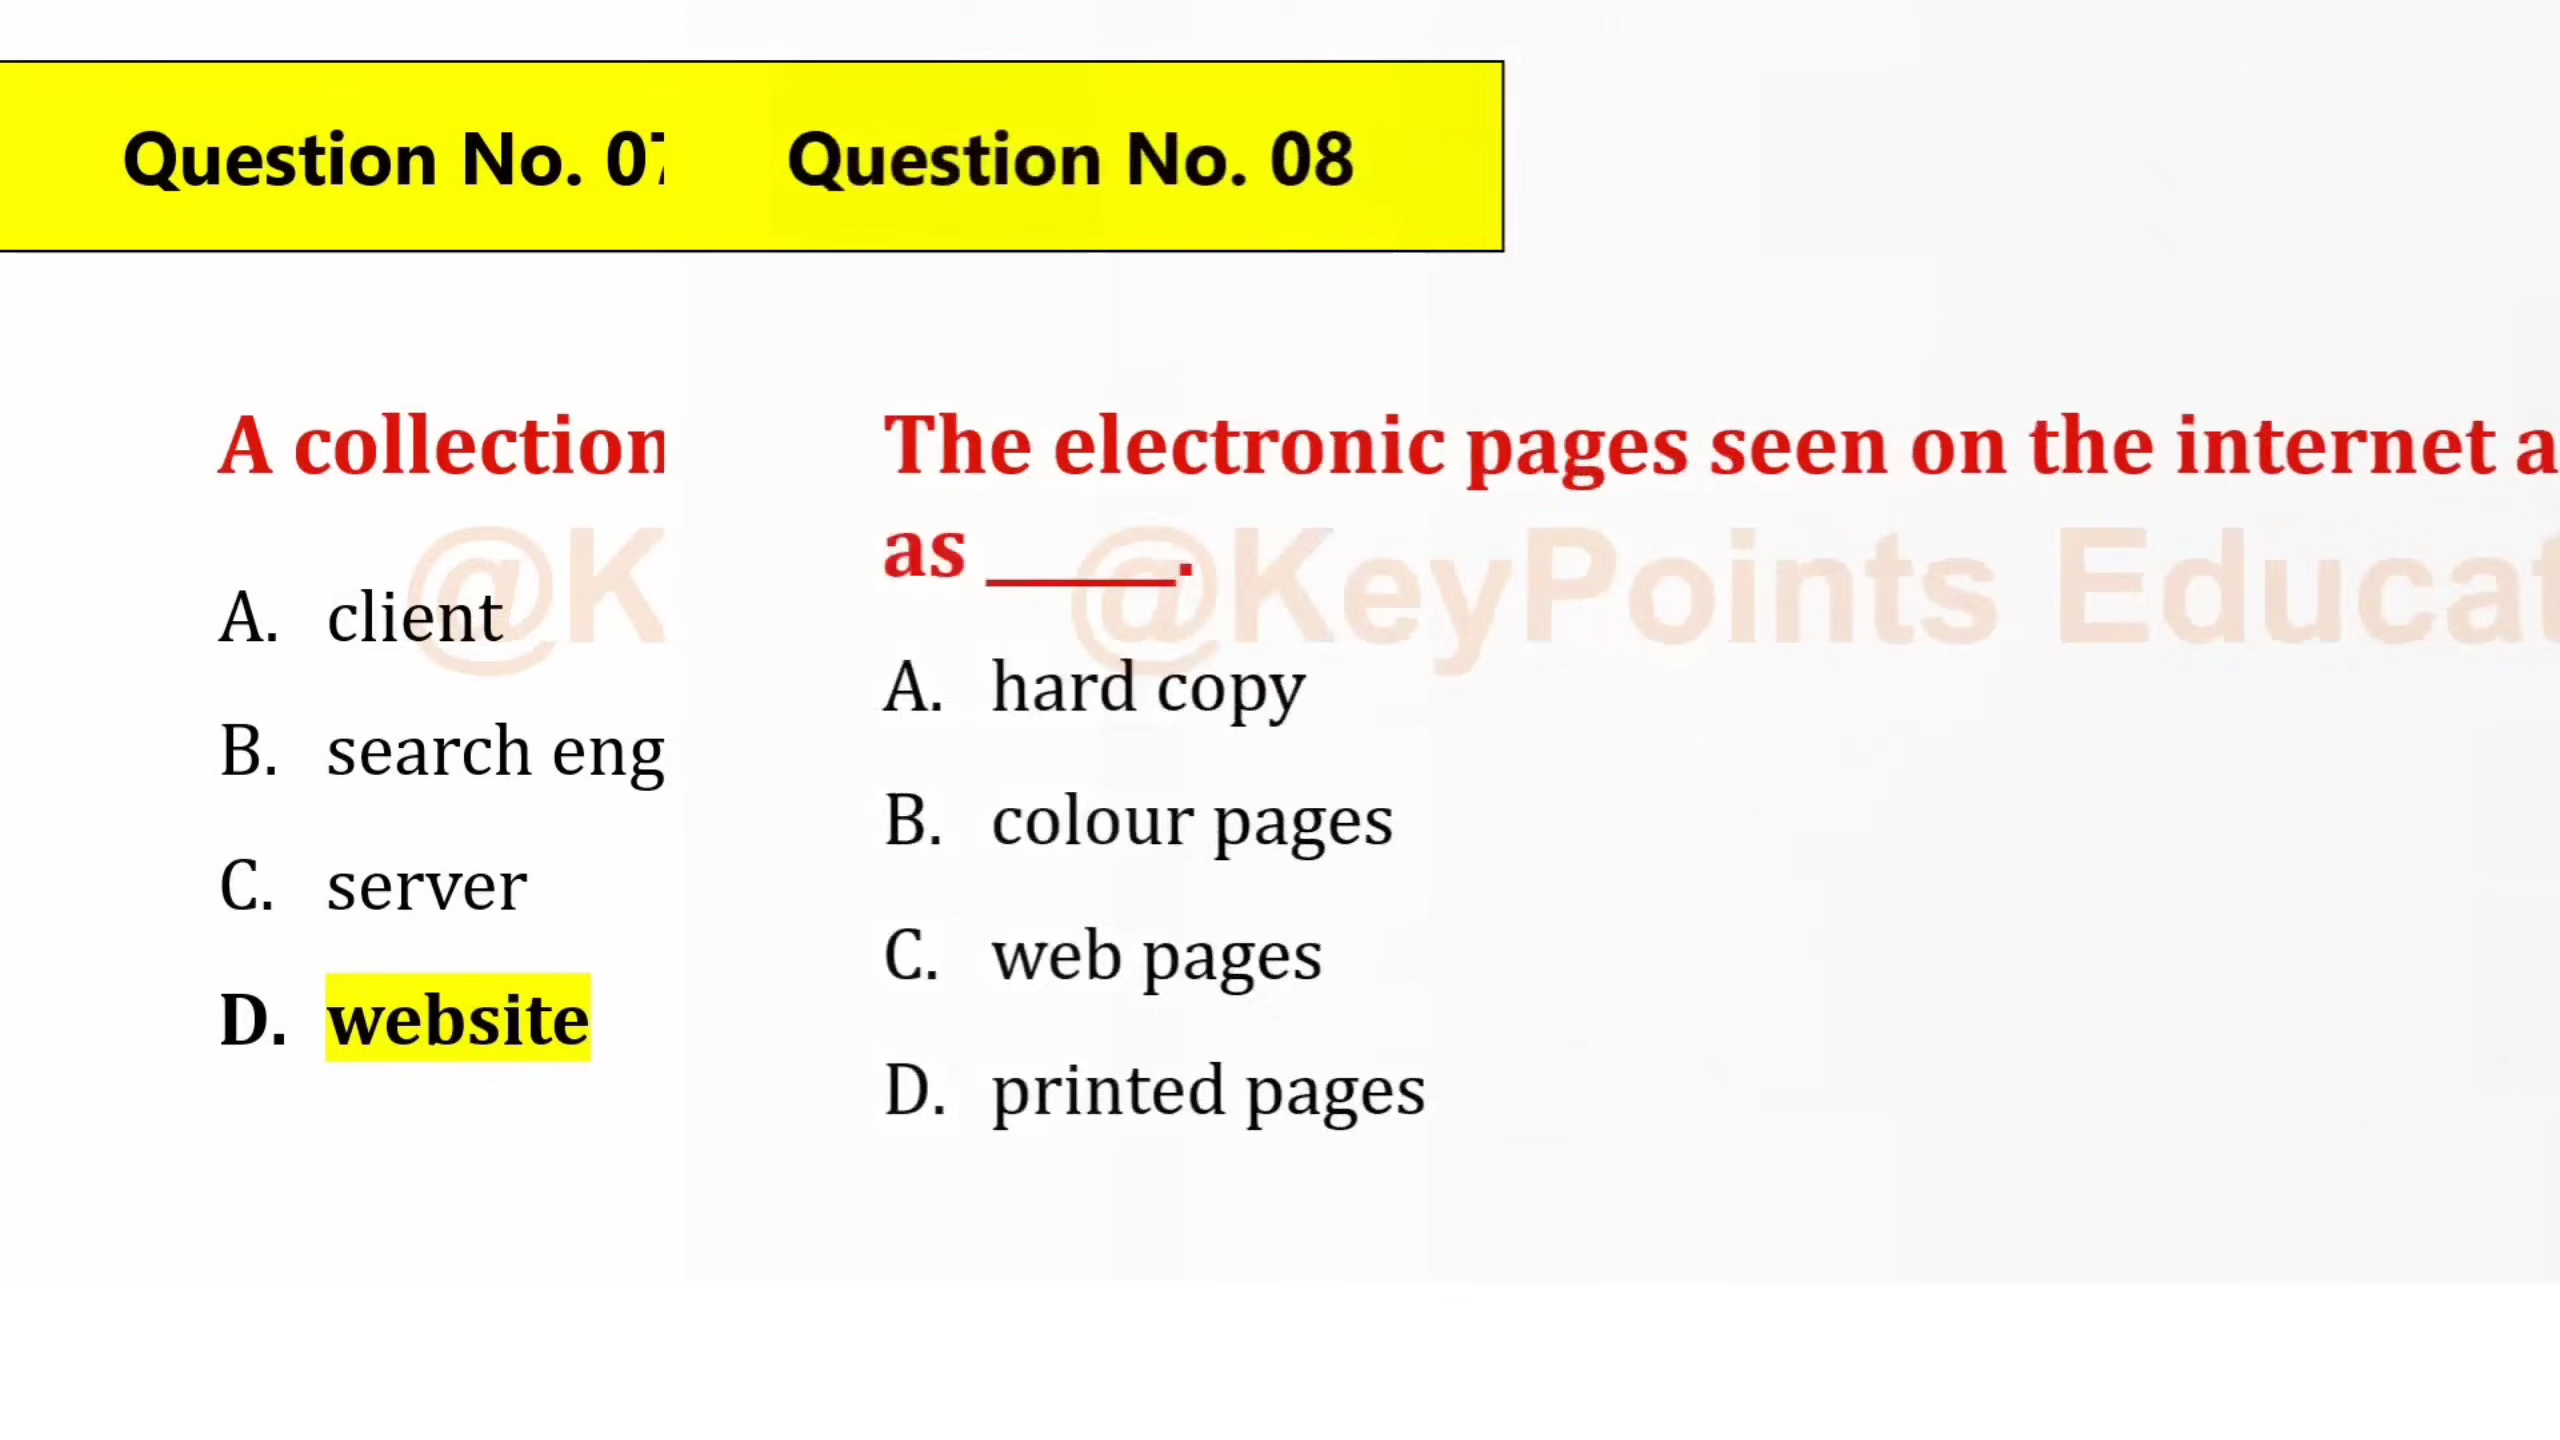 Question No. 07
A collection
@K
A. client
B. search eng
C. server
D. website
Question No. 08
The electronic pages seen on the internet a
as _____.
@KeyPoints Educat
A. hard copy
B. colour pages
C. web pages
D. printed pages